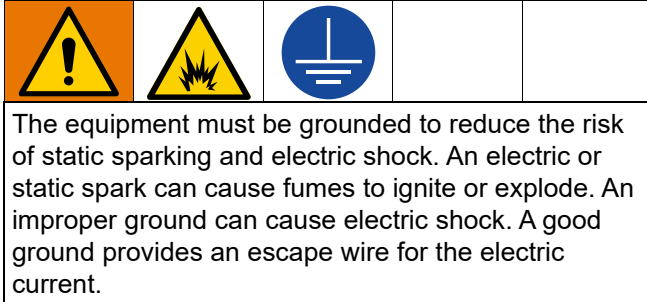 The equipment must be grounded to reduce the risk
of static sparking and electric shock. An electric or
static spark can cause fumes to ignite or explode. An
improper ground can cause electric shock. A good
ground provides an escape wire for the electric
current.